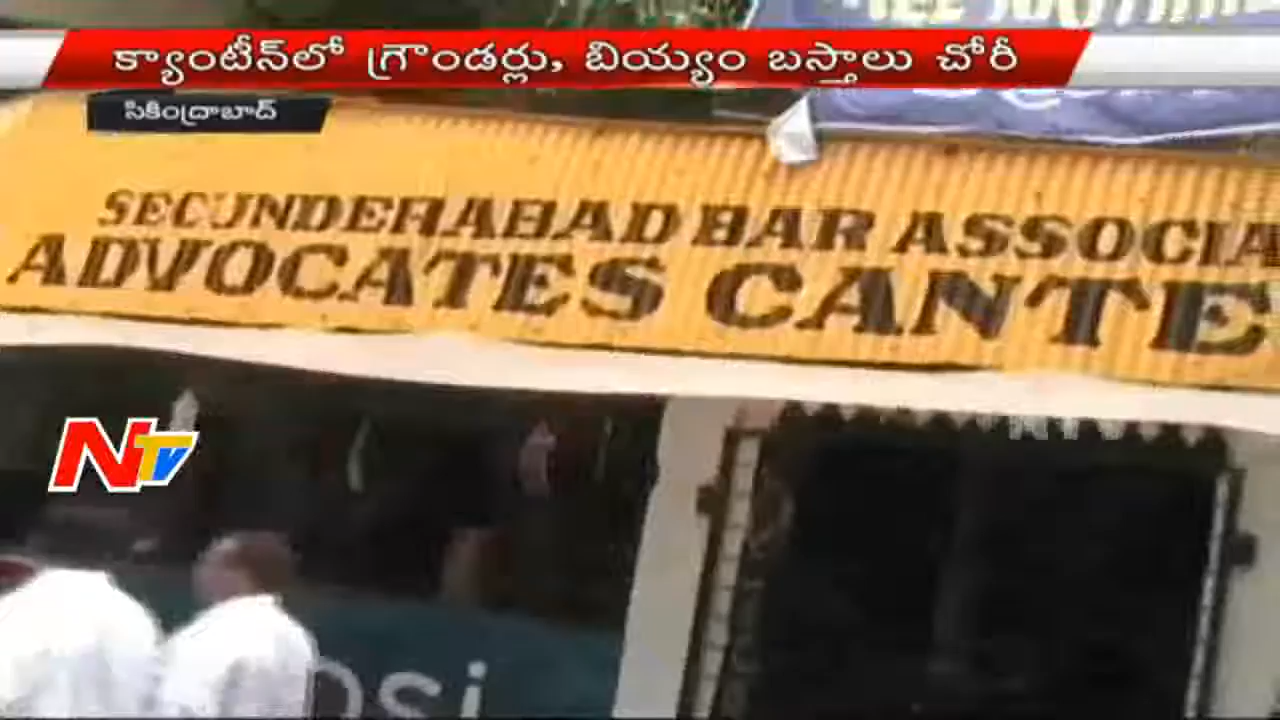 క్యాంటీన్‌లో గ్రౌండర్లు, బియ్యం బస్తాలు చోరీ
సికింద్రాబాద్
SECUNDERABAD BAR ASSOCIA
ADVOCATES CANTE
NTV